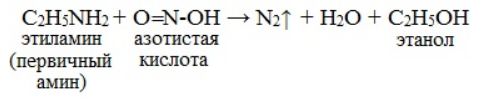 C₂H₅NH₂ + O=N-OH → N₂↑ + H₂O + C₂H₅OH
этиламин азотистая этанол
(первичный кислота
амин)